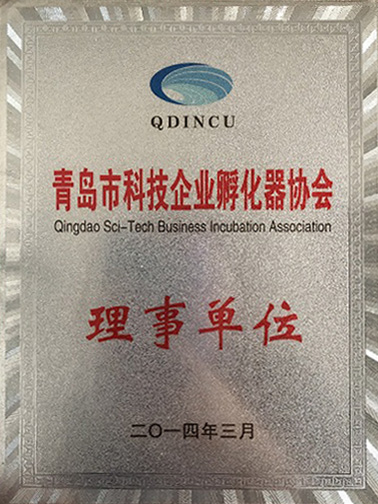 QDINCU
青岛市科技企业孵化器协会
Qingdao Sci-Tech Business Incubation Association
理事单位
二〇一四年三月